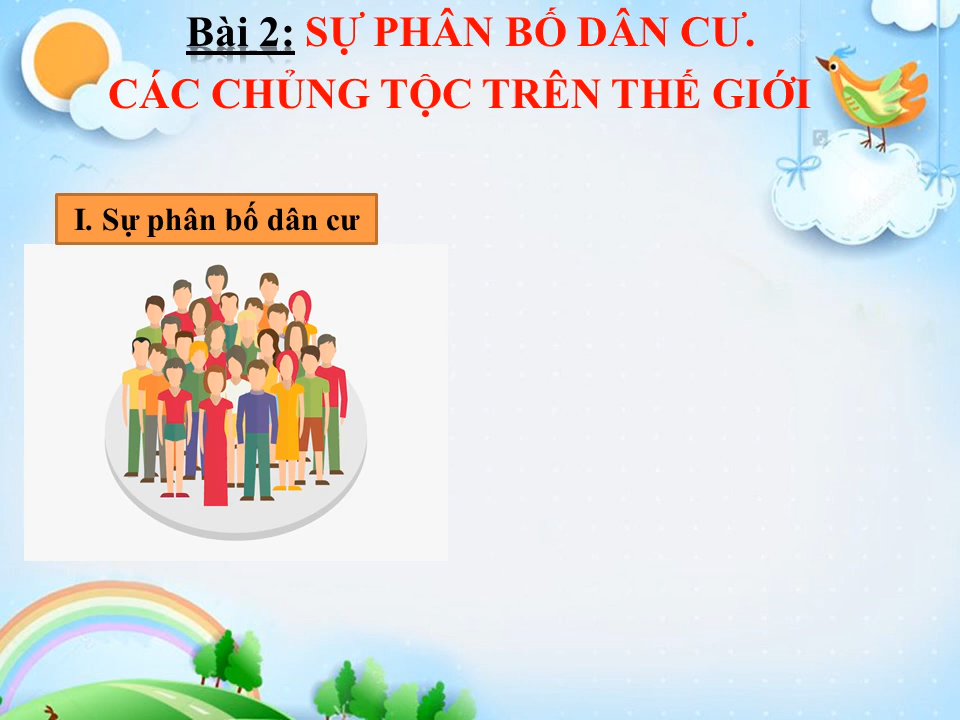 Bài 2: SỰ PHÂN BỐ DÂN CƯ.
CÁC CHỦNG TỘC TRÊN THẾ GIỚI
I. Sự phân bố dân cư